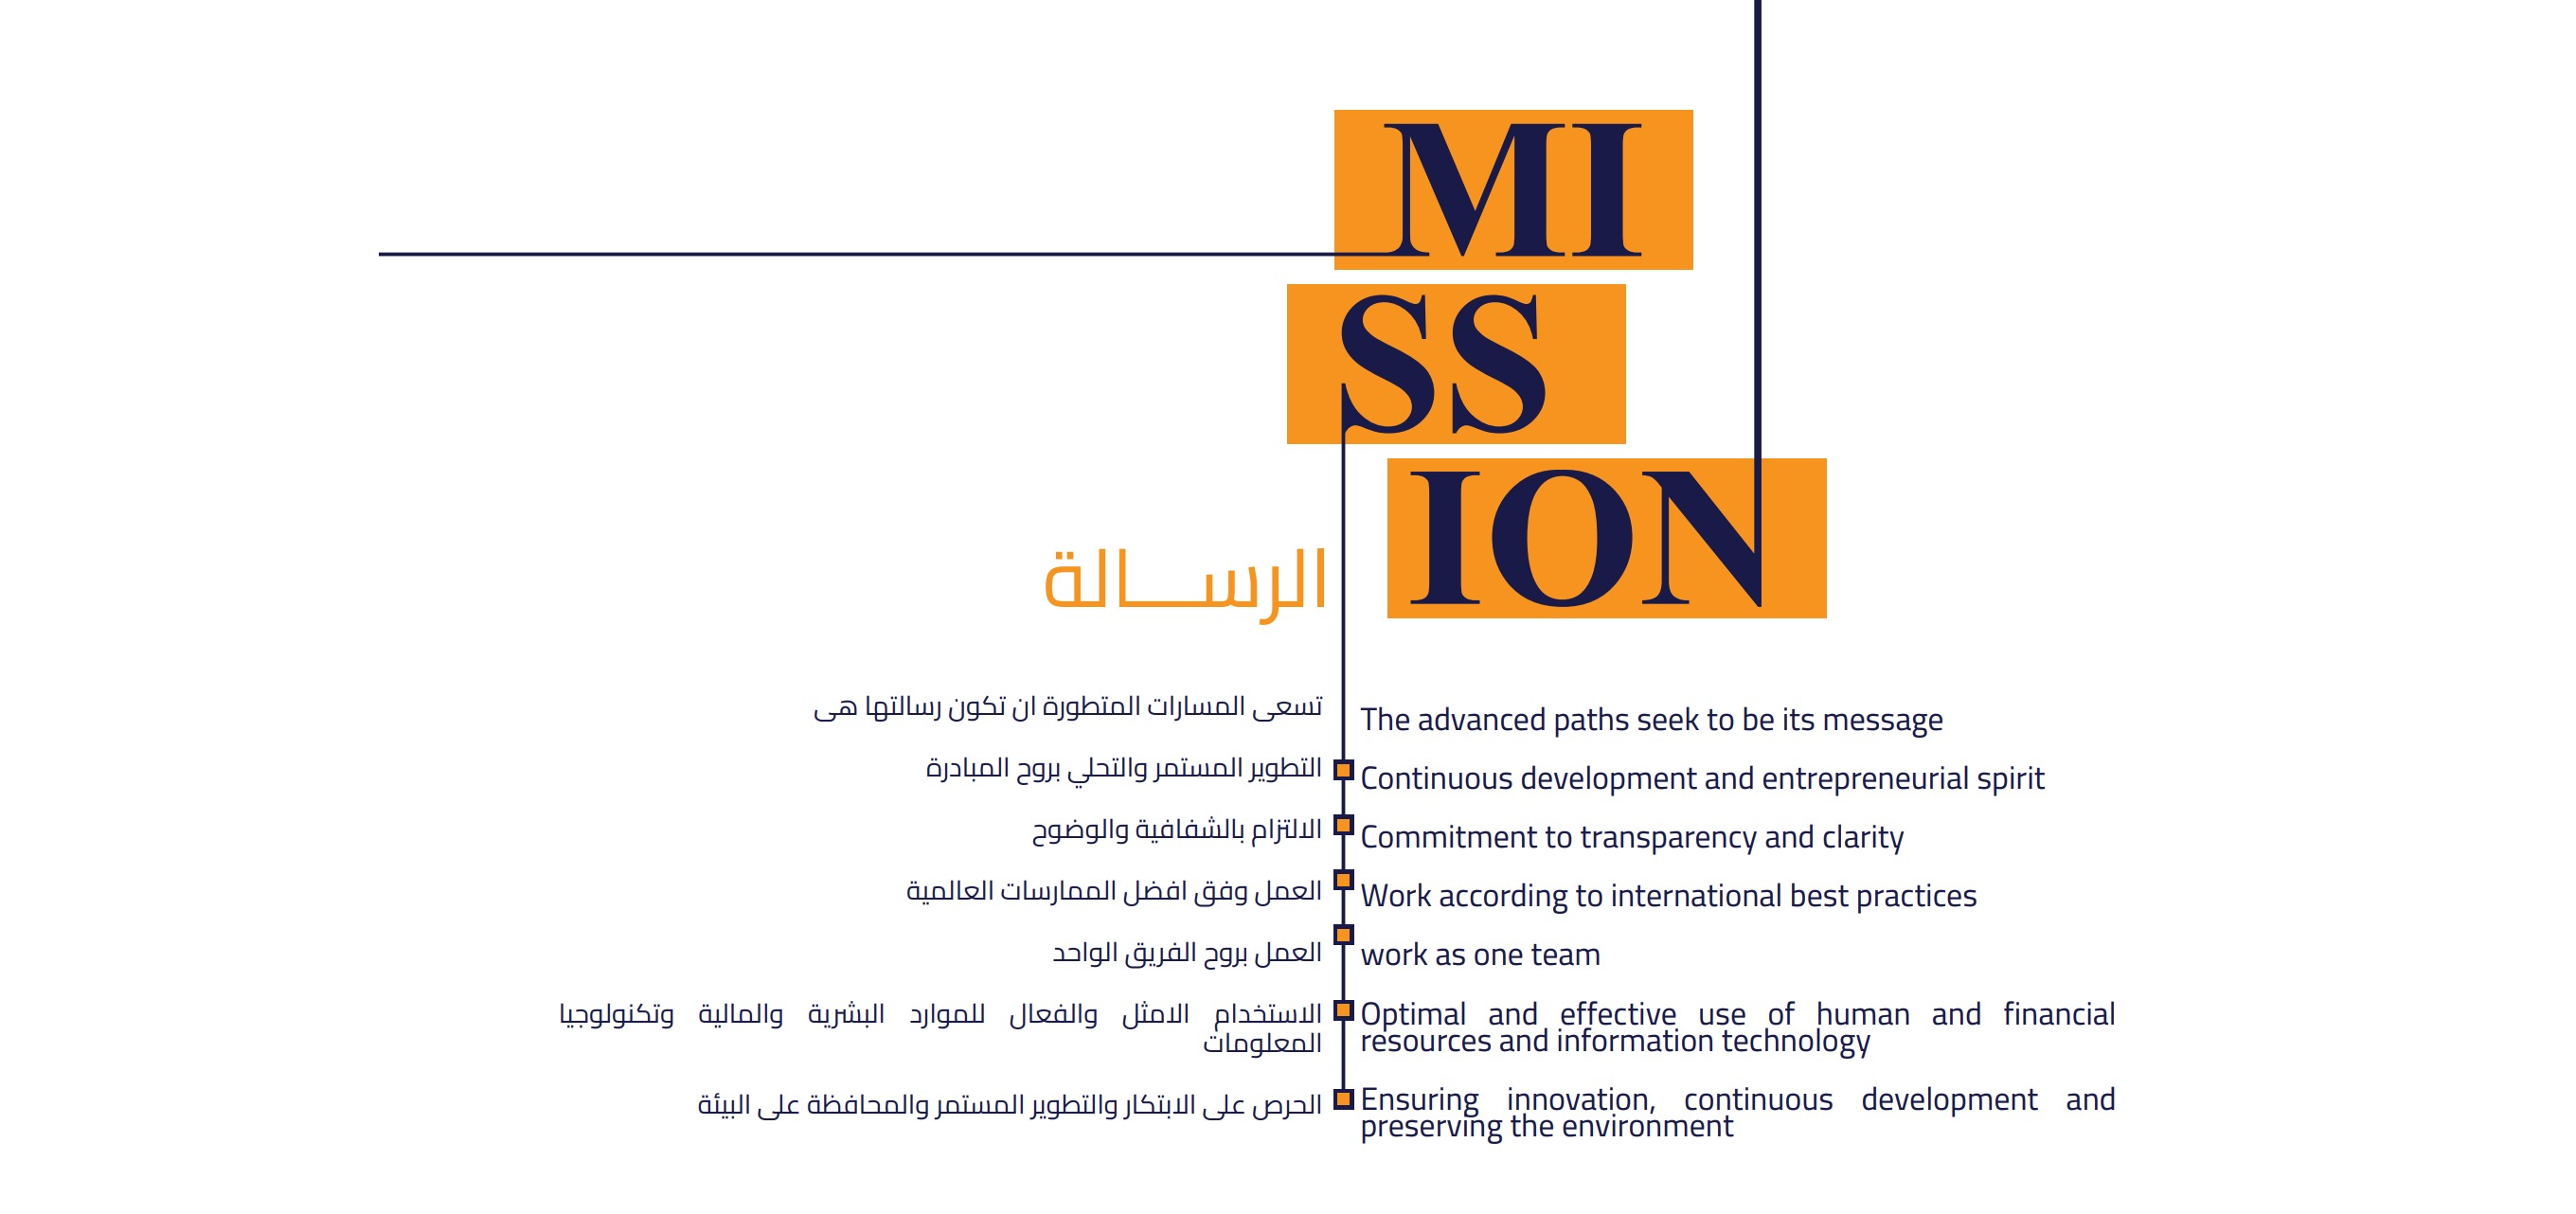 MI
SS
ION
الرســـالة
تسعى المسارات المتطورة ان تكون رسالتها هى
التطوير المستمر والتحلي بروح المبادرة
الالتزام بالشفافية والوضوح
العمل وفق افضل الممارسات العالمية
العمل بروح الفريق الواحد
الاستخدام الامثل والفعال للموارد البشرية والمالية وتكنولوجيا
المعلومات
الحرص على الابتكار والتطوير المستمر والمحافظة على البيئة
The advanced paths seek to be its message
Continuous development and entrepreneurial spirit
Commitment to transparency and clarity
Work according to international best practices
work as one team
Optimal and effective use of human and financial
resources and information technology
Ensuring innovation, continuous development and
preserving the environment